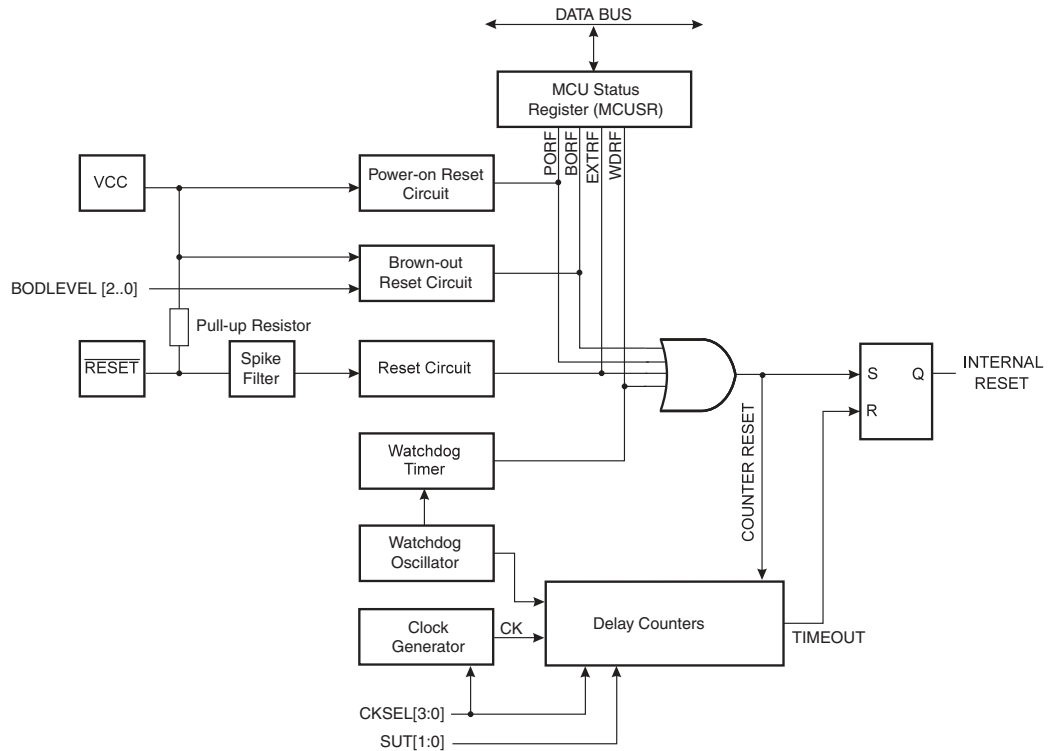 DATA BUS
MCU Status
Register (MCUSR)
PORF
BORF
EXTRF
WDRF
VCC
Power-on Reset
Circuit
Brown-out
Reset Circuit
BODLEVEL [2..0]
Pull-up Resistor
RESET
Spike
Filter
Reset Circuit
S
Q
R
INTERNAL
RESET
Watchdog
Timer
COUNTER RESET
Watchdog
Oscillator
Clock
Generator
CK
Delay Counters
TIMEOUT
CKSEL[3:0]
SUT[1:0]